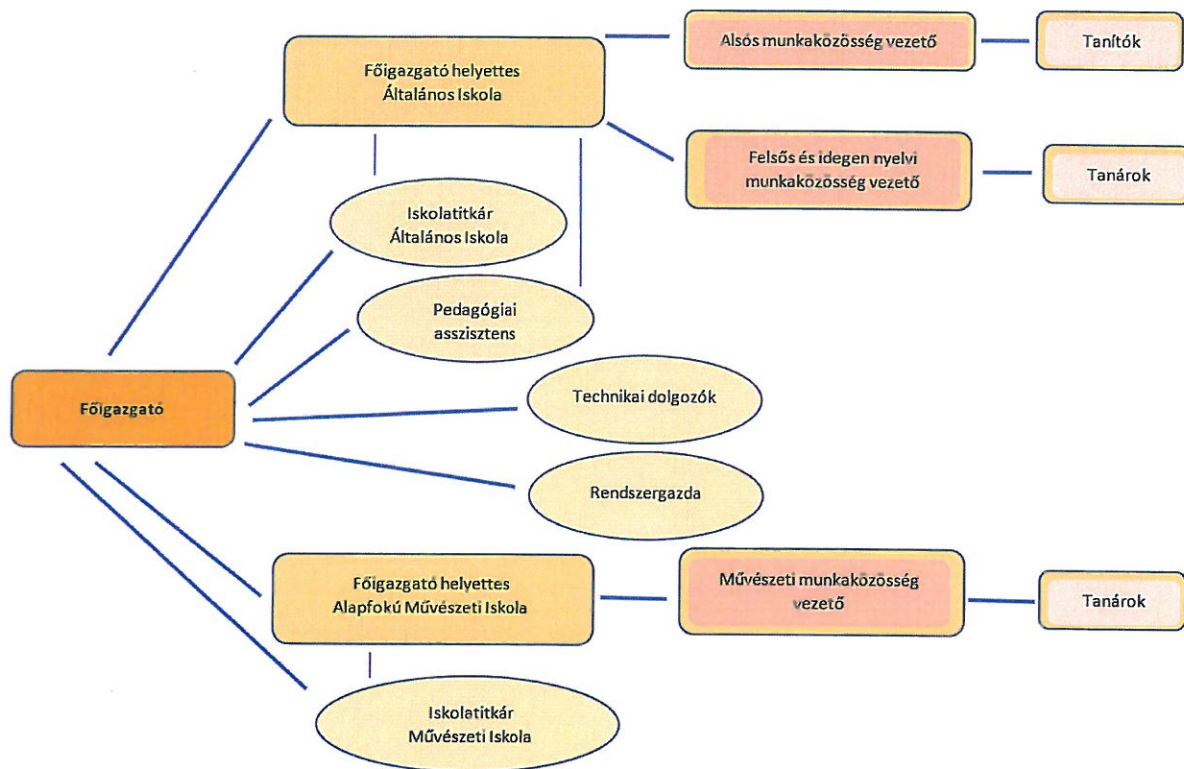 Alsós munkaközösség vezető
Tanítók
Főigazgató helyettes
Általános Iskola
Felsős és idegen nyelvi
munkaközösség vezető
Tanárok
Iskolatitkár
Általános Iskola
Pedagógiai
asszisztens
Főigazgató
Technikai dolgozók
Rendszergazda
Főigazgató helyettes
Alapfokú Művészeti Iskola
Művészeti munkaközösség
vezető
Tanárok
Iskolatitkár
Művészeti Iskola